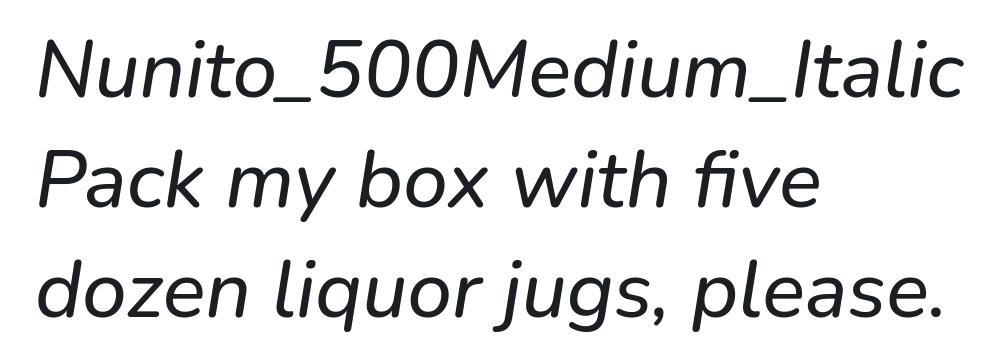 Nunito_500Medium_Italic
Pack my box with five
dozen liquor jugs, please.